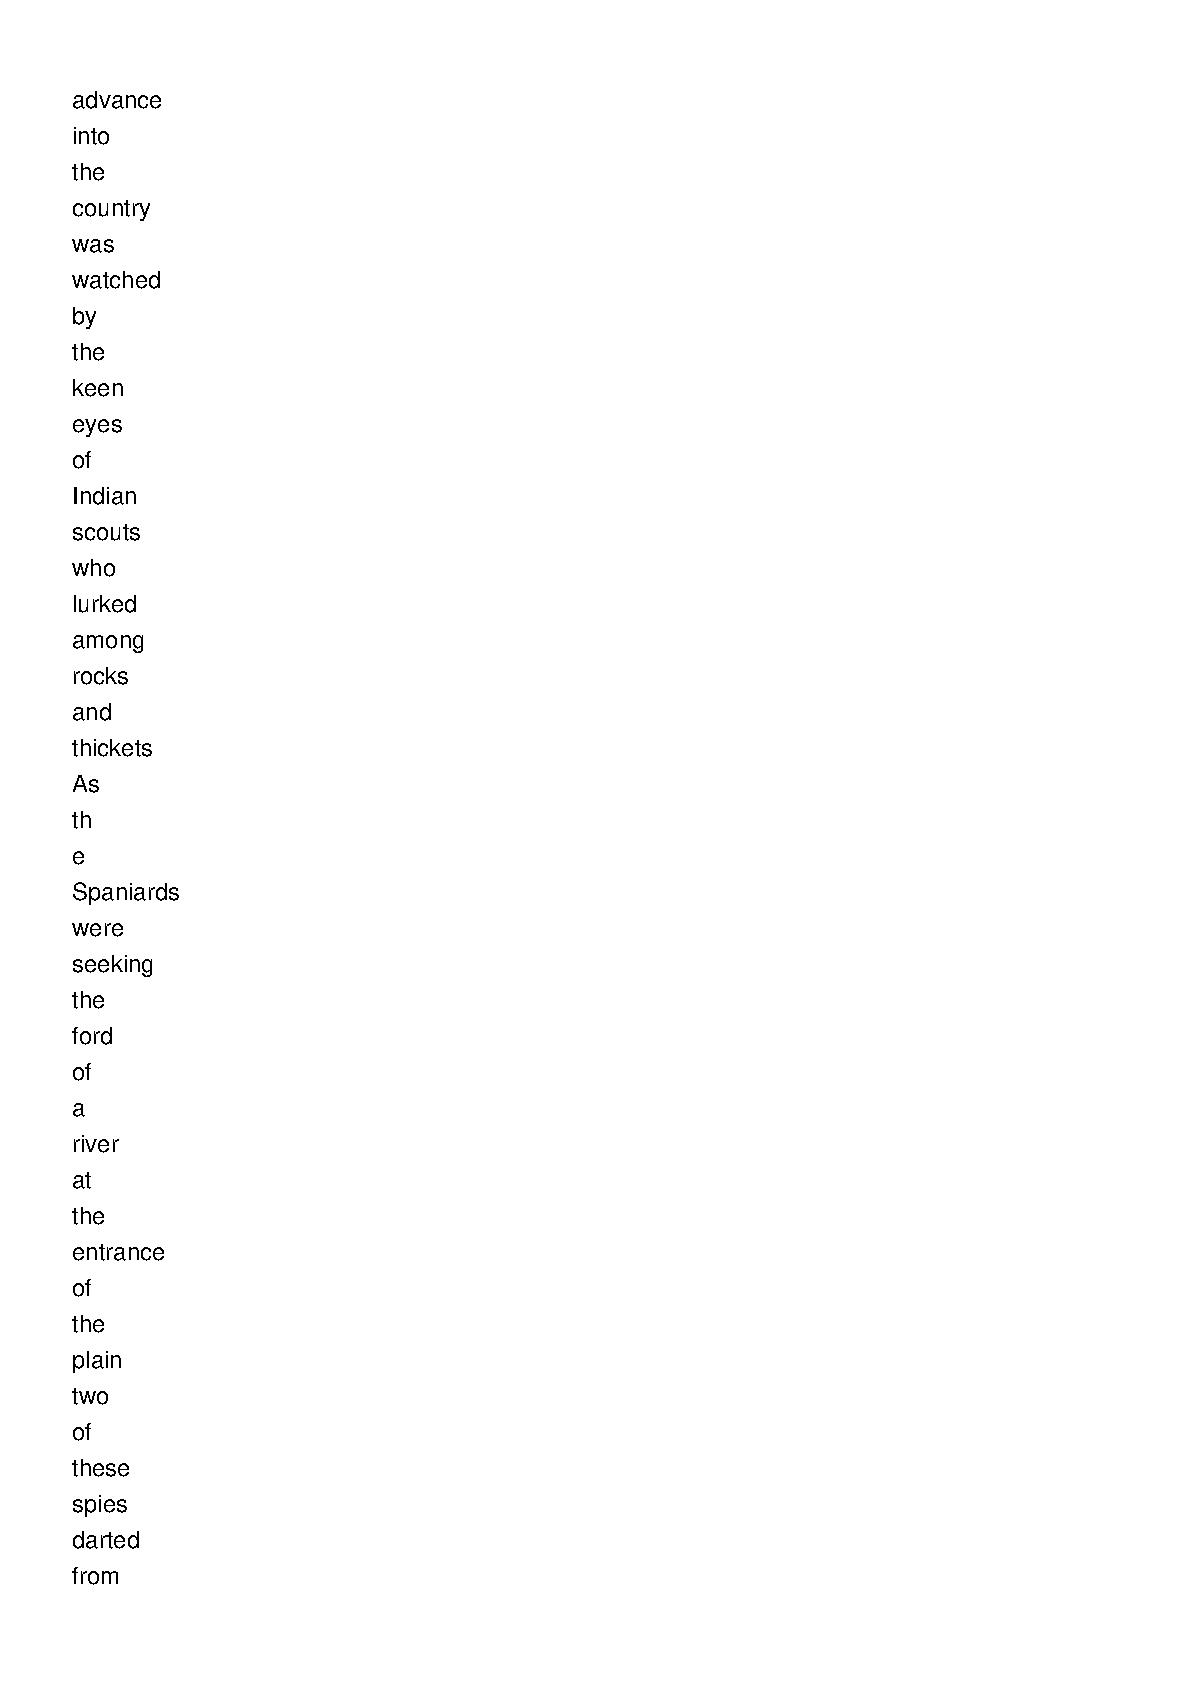 advance
into
the
country
was
watched
by
the
keen
eyes
of
Indian
scouts
who
lurked
among
rocks
and
thickets
As
th
e
Spaniards
were
seeking
the
ford
of
a
river
at
the
entrance
of
the
plain
two
of
these
spies
darted
from